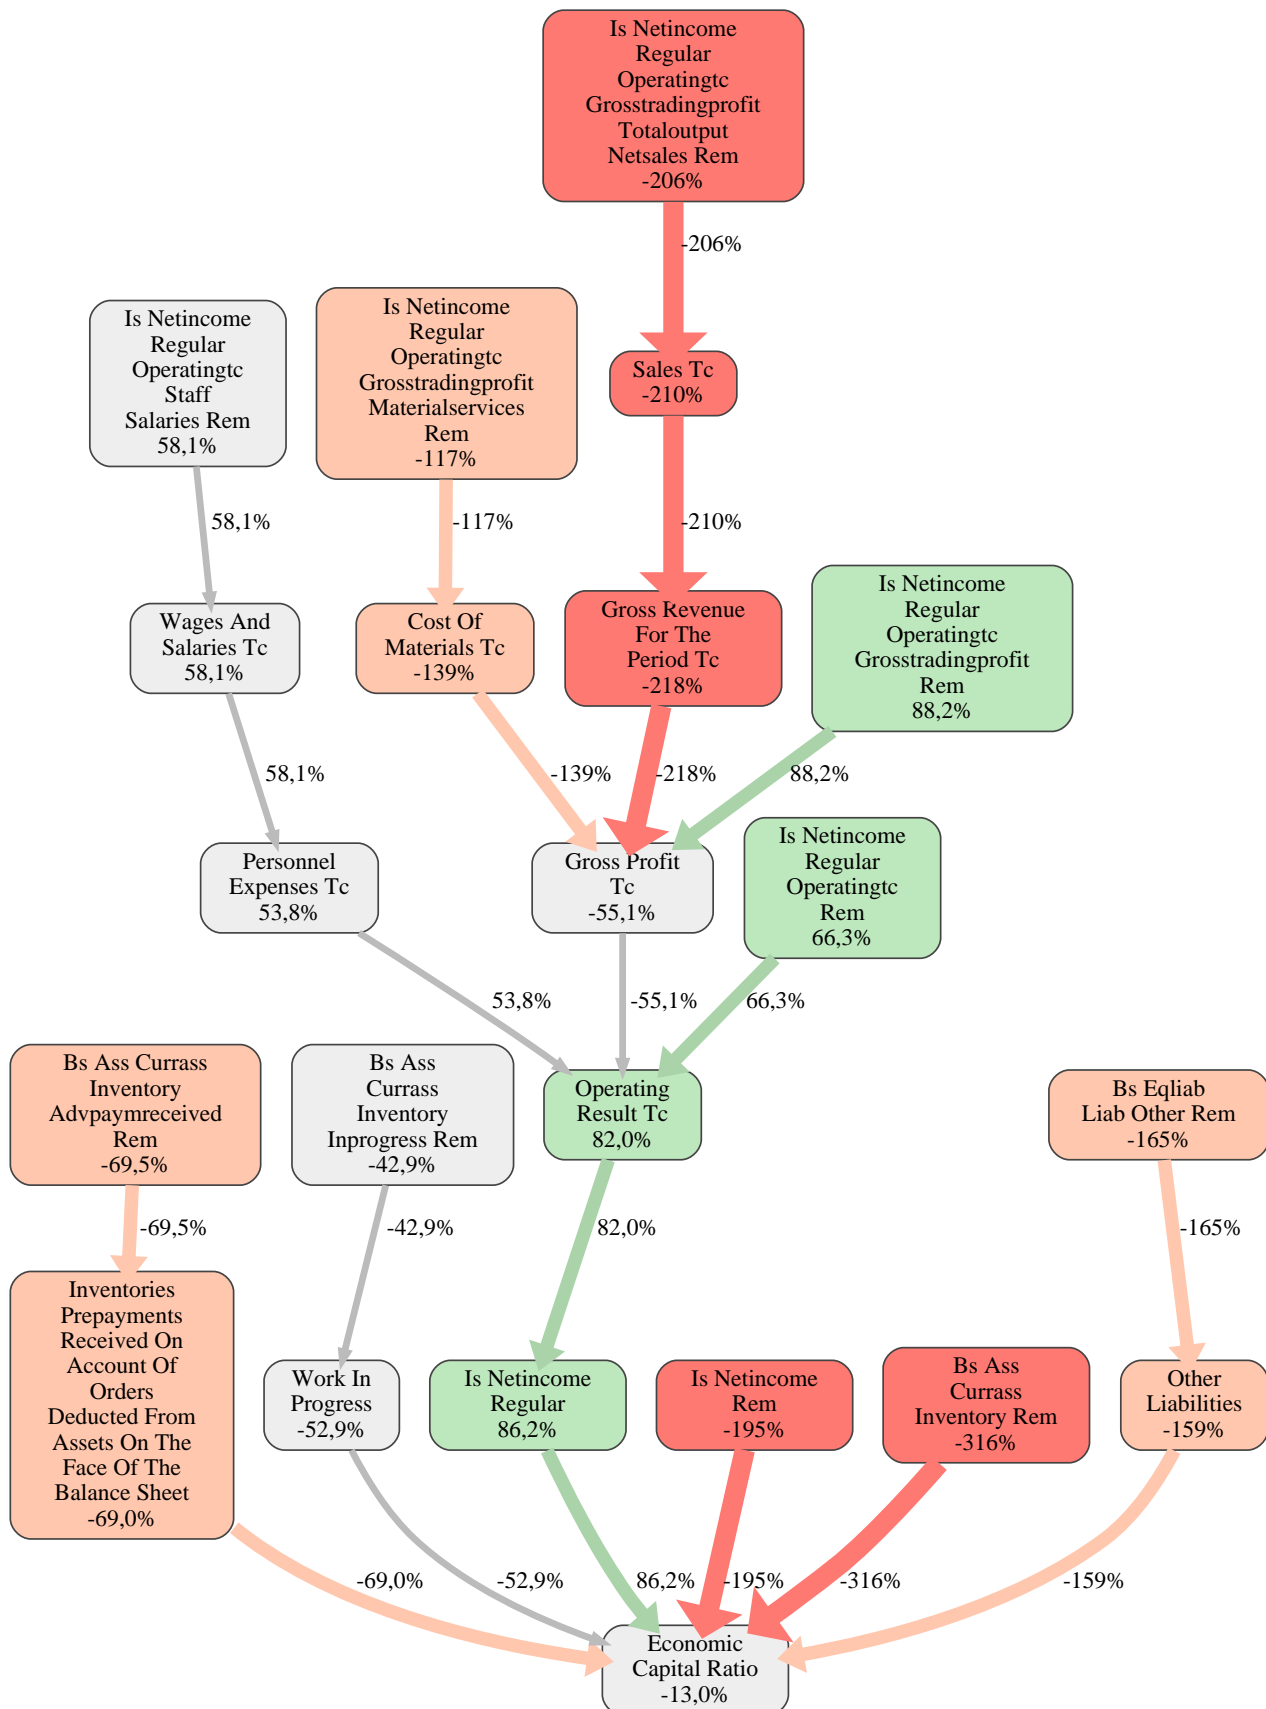 Is Netincome
Regular
Operatingtc
Grosstradingprofit
Totaloutput
Netsales Rem
-206%
-206%
Is Netincome
Regular
Operatingtc
Staff
Salaries Rem
58,1%
Is Netincome
Regular
Operatingtc
Grosstradingprofit
Materialservices
Rem
-117%
Sales Tc
-210%
58,1%
-117%
-210%
Wages And
Salaries Tc
58,1%
Cost Of
Materials Tc
-139%
Gross Revenue
For The
Period Tc
-218%
Is Netincome
Regular
Operatingtc
Grosstradingprofit
Rem
88,2%
58,1%
-139%
-218%
88,2%
Personnel
Expenses Tc
53,8%
Gross Profit
Tc
-55,1%
Is Netincome
Regular
Operatingtc
Rem
66,3%
53,8%
-55,1%
66,3%
Bs Ass Currass
Inventory
Advpaymreceived
Rem
-69,5%
Bs Ass
Currass
Inventory
Inprogress Rem
-42,9%
Operating
Result Tc
82,0%
Bs Eqliab
Liab Other Rem
-165%
-69,5%
-42,9%
82,0%
-165%
Inventories
Prepayments
Received On
Account Of
Orders
Deducted From
Assets On The
Face Of The
Balance Sheet
-69,0%
Work In
Progress
-52,9%
Is Netincome
Regular
86,2%
Is Netincome
Rem
-195%
Bs Ass
Currass
Inventory Rem
-316%
Other
Liabilities
-159%
-69,0%
-52,9%
86,2%
-195%
-316%
-159%
Economic
Capital Ratio
-13,0%